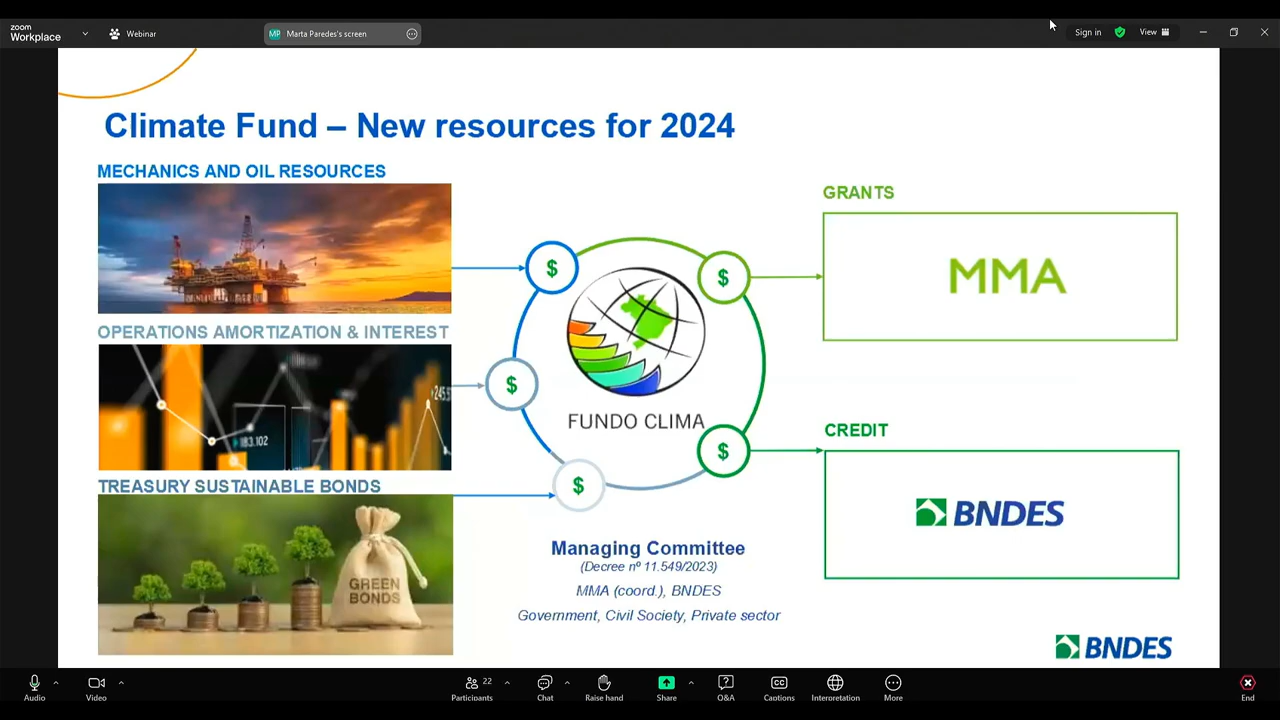 zoom
Workplace
Webinar
MP Marta Paredes's screen
Sign in
View
Climate Fund – New resources for 2024
MECHANICS AND OIL RESOURCES
OPERATIONS AMORTIZATION & INTEREST
183.102
TREASURY SUSTAINABLE BONDS
GREEN
BONDS
$
$
$
$
$
FUNDO CLIMA
Managing Committee
(Decree nº 11.549/2023)
MMA (coord.), BNDES
Government, Civil Society, Private sector
GRANTS
MMA
CREDIT
BNDES
BNDES
Audio
Video
Participants
22
Chat
Raise hand
Share
Q&A
CC
Captions
Interpretation
More
End